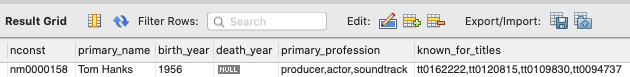 Result Grid Filter Rows: Search Edit: Export/Import:
nconst primary_name birth_year death_year primary_profession known_for_titles
nm0000158 Tom Hanks 1956 NULL producer,actor,soundtrack tt0162222,tt0120815,tt0109830,tt0094737